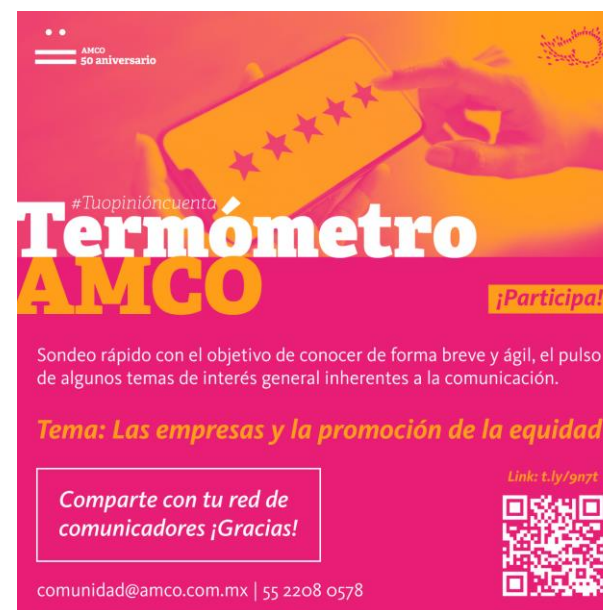 AMCO
50 aniversario
#Tuopinióncuenta
Termómetro
AMCO
¡Participa!
Sondeo rápido con el objetivo de conocer de forma breve y ágil, el pulso
de algunos temas de interés general inherentes a la comunicación.
Tema: Las empresas y la promoción de la equidad
Link: t.ly/9n7t
Comparte con tu red de
comunicadores ¡Gracias!
comunidad@amco.com.mx | 55 2208 0578